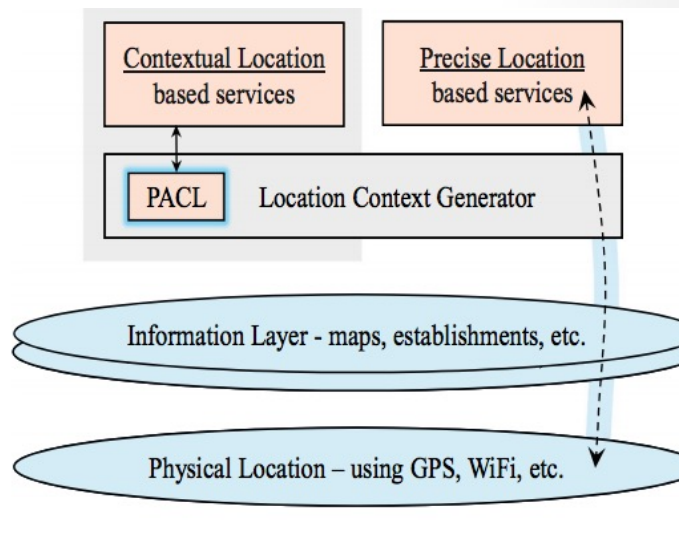 Contextual Location
based services
Precise Location
based services
PACL
Location Context Generator
Information Layer - maps, establishments, etc.
Physical Location – using GPS, WiFi, etc.